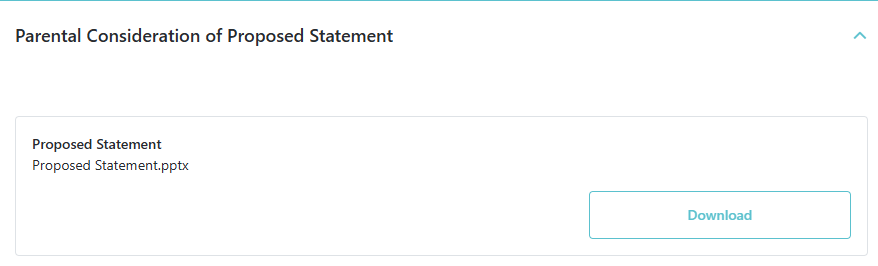 Parental Consideration of Proposed Statement
Proposed Statement
Proposed Statement.pptx
Download